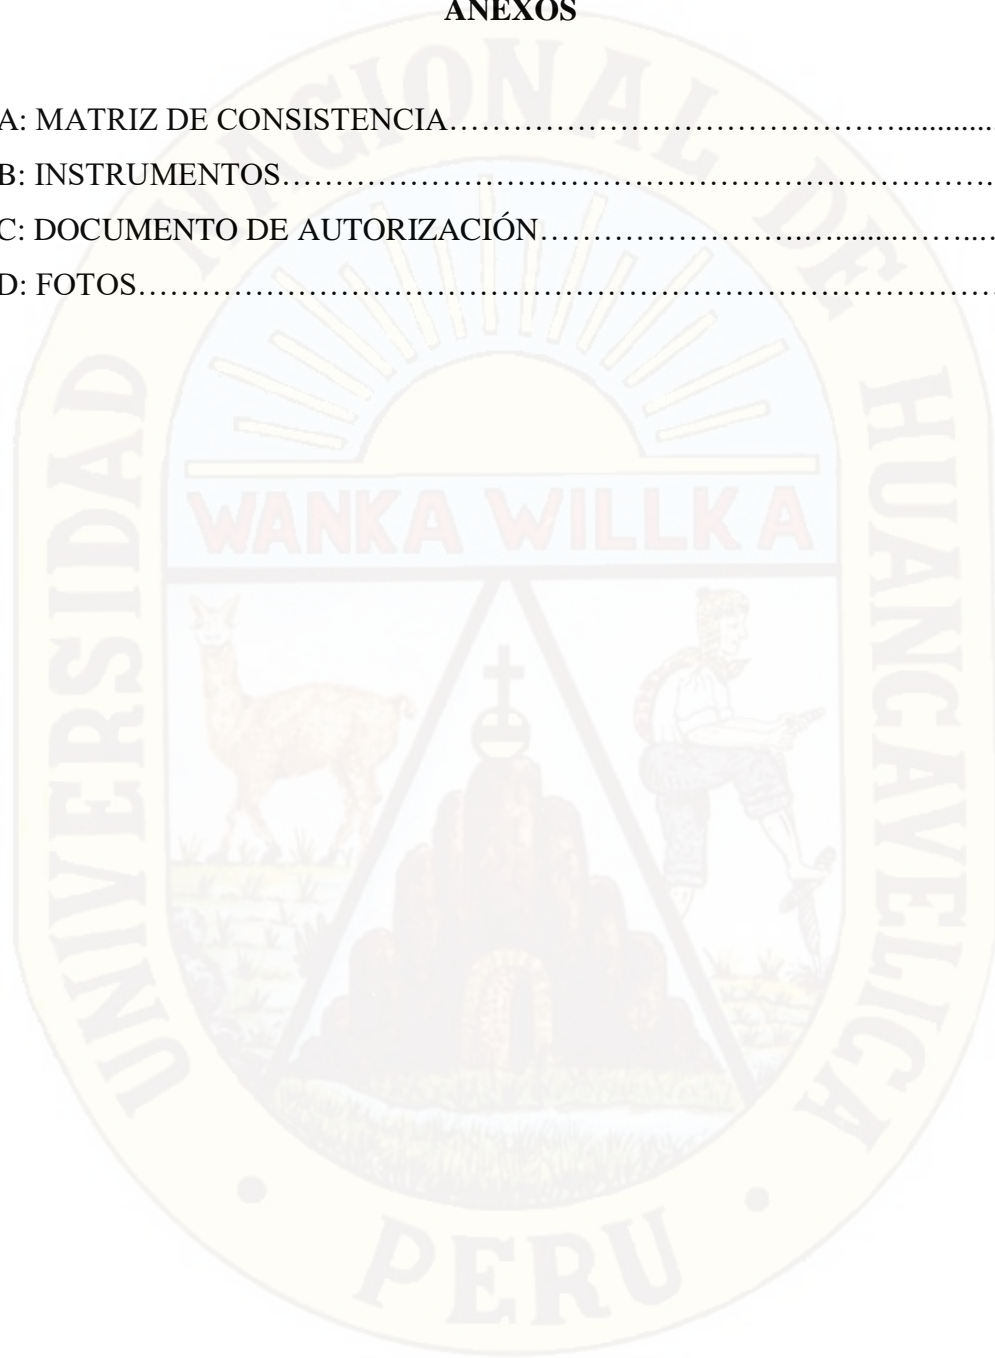 ANEXOS
A: MATRIZ DE CONSISTENCIA…………………………………………...........
B: INSTRUMENTOS………………………………………………………………….
C: DOCUMENTO DE AUTORIZACIÓN……………………….…......……...…
D: FOTOS………………………………………………………………………………
UNIVERSIDAD NACIONAL DE HUANCAVELICA
WANKA WILLKA
PERU